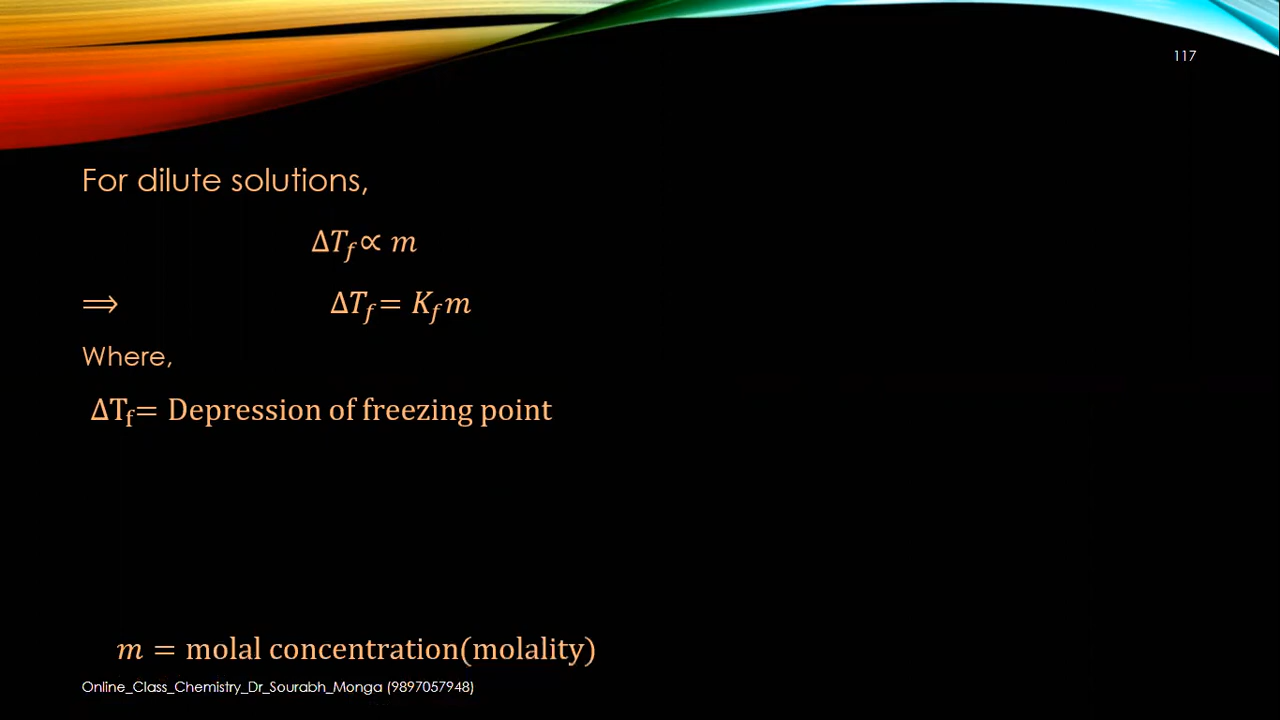 117
For dilute solutions,
ΔT_f ∝ m
⟹ ΔT_f = K_f m
Where,
ΔT_f = Depression of freezing point
m = molal concentration(molality)
Online_Class_Chemistry_Dr_Sourabh_Monga (9897057948)